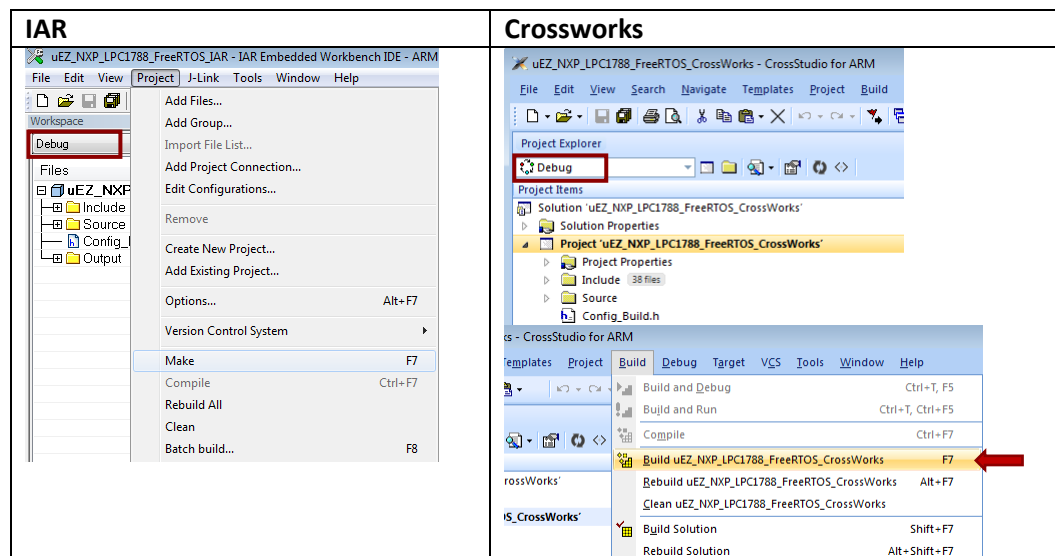 IAR
uEZ_NXP_LPC1788_FreeRTOS_IAR - IAR Embedded Workbench IDE - ARM
File Edit View Project J-Link Tools Window Help
Workspace
Debug
Files
uEZ_NXP
Include
Source
Config_
Output
Add Files...
Add Group...
Import File List...
Add Project Connection...
Edit Configurations...
Remove
Create New Project...
Add Existing Project...
Options... Alt+F7
Version Control System
Make F7
Compile Ctrl+F7
Rebuild All
Clean
Batch build... F8
Crossworks
uEZ_NXP_LPC1788_FreeRTOS_CrossWorks - CrossStudio for ARM
File Edit View Search Navigate Templates Project Build
Project Explorer
Debug
Project Items
Solution 'uEZ_NXP_LPC1788_FreeRTOS_CrossWorks'
Solution Properties
Project 'uEZ_NXP_LPC1788_FreeRTOS_CrossWorks'
Project Properties
Include 38 files
Source
Config_Build.h
ks - CrossStudio for ARM
Templates Project Build Debug Target VCS Tools Window Help
Build and Debug Ctrl+T, F5
Build and Run Ctrl+T, Ctrl+F5
Compile Ctrl+F7
Build uEZ_NXP_LPC1788_FreeRTOS_CrossWorks F7
Rebuild uEZ_NXP_LPC1788_FreeRTOS_CrossWorks Alt+F7
Clean uEZ_NXP_LPC1788_FreeRTOS_CrossWorks
Build Solution Shift+F7
Rebuild Solution Alt+Shift+F7
rossWorks'
OS_CrossWorks'